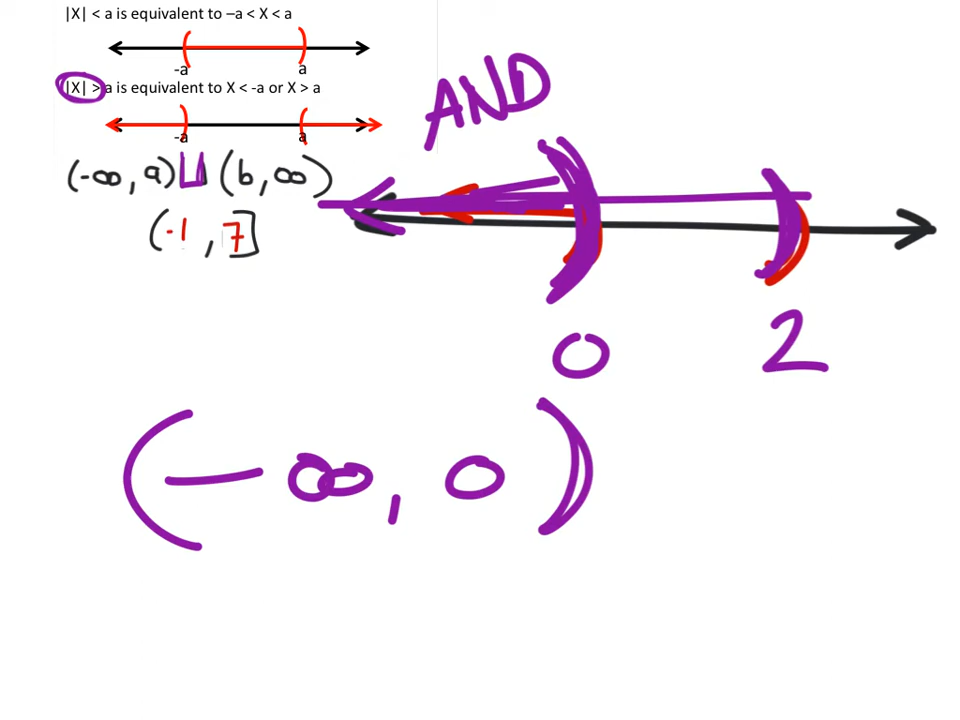 |X| < a is equivalent to –a < X < a
-a a
|X| > a is equivalent to X < -a or X > a
-a a
AND
(-∞, a) ∪ (b, ∞)
(-1, 7]
0 2
(-∞, 0)